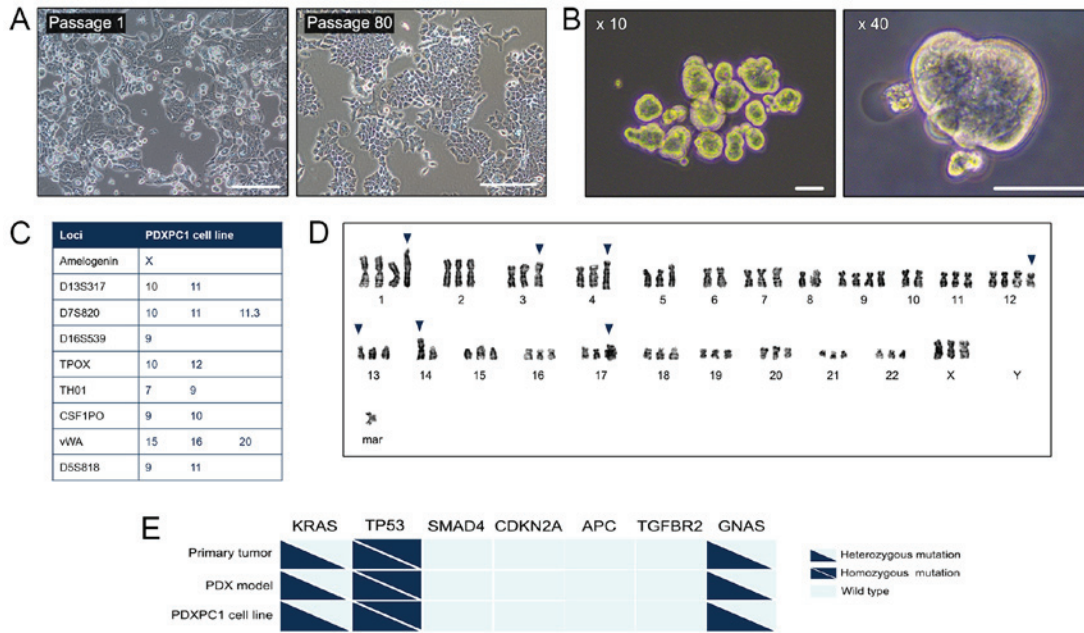 A
Passage 1
Passage 80
B
x 10
x 40
C
Loci PDXPC1 cell line
Amelogenin X
D13S317 10 11
D7S820 10 11 11.3
D16S539 9
TPOX 10 12
TH01 7 9
CSF1PO 9 10
vWA 15 16 20
D5S818 9 11
D
1 2 3 4 5 6 7 8 9 10 11 12
13 14 15 16 17 18 19 20 21 22 X Y
mar
E
KRAS TP53 SMAD4 CDKN2A APC TGFBR2 GNAS
Primary tumor
PDX model
PDXPC1 cell line
Heterozygous mutation
Homozygous mutation
Wild type